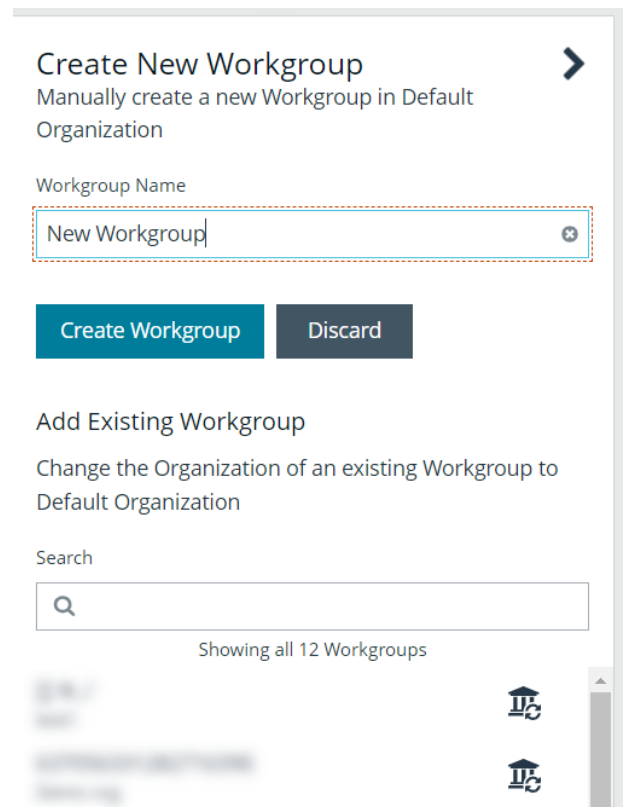 Create New Workgroup
Manually create a new Workgroup in Default
Organization
Workgroup Name
New Workgroup
Create Workgroup Discard
Add Existing Workgroup
Change the Organization of an existing Workgroup to
Default Organization
Search
Showing all 12 Workgroups